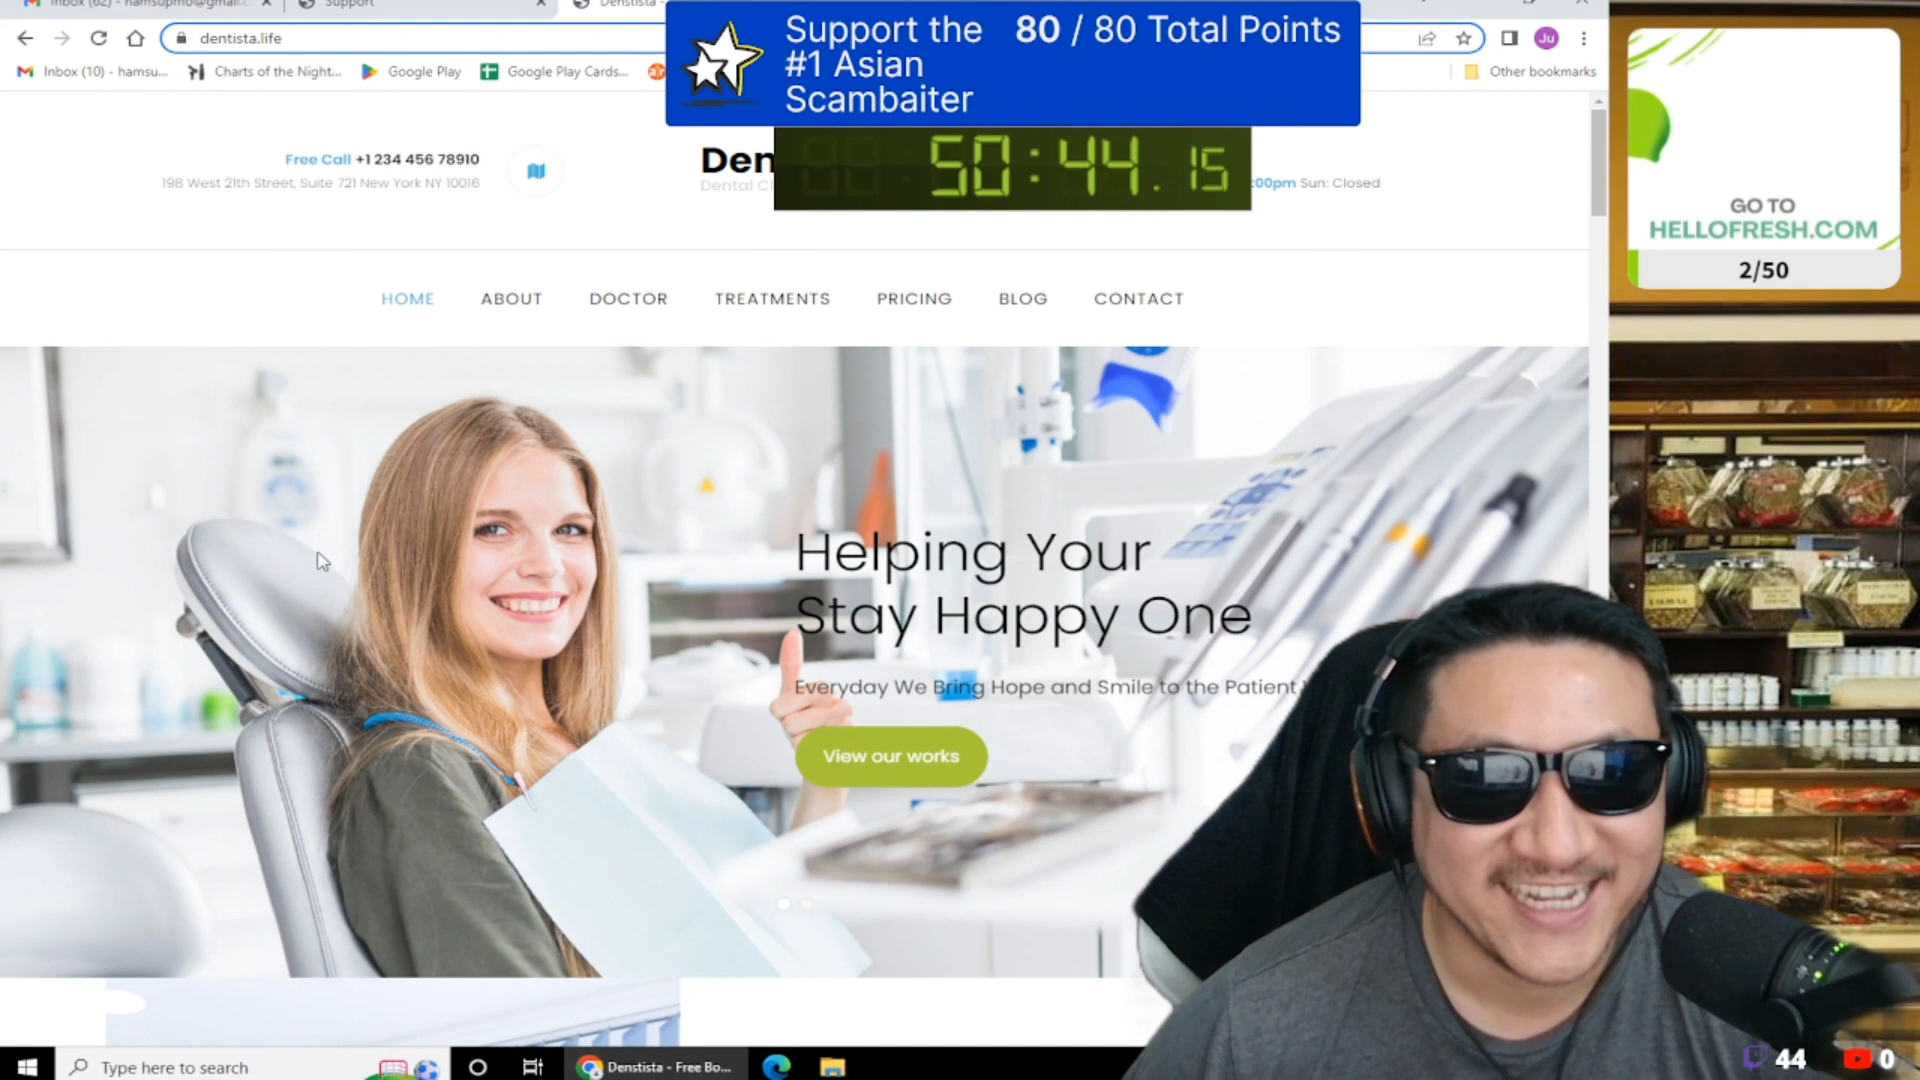 Inbox (62) - hamsupmo@gmail.c
Support
Denstista -
dentista.life
Ju
Inbox (10) - hamsu...
Charts of the Night...
Google Play
Google Play Cards...
Other bookmarks
Support the
#1 Asian
Scambaiter
80 / 80 Total Points
50:44.15
Free Call +1 234 456 78910
198 West 21th Street, Suite 721 New York NY 10016
Den
Dental Cl
:00pm Sun: Closed
GO TO
HELLOFRESH.COM
2/50
HOME
ABOUT
DOCTOR
TREATMENTS
PRICING
BLOG
CONTACT
Helping Your
Stay Happy One
Everyday We Bring Hope and Smile to the Patient
View our works
Type here to search
Denstista - Free Bo...
44
0